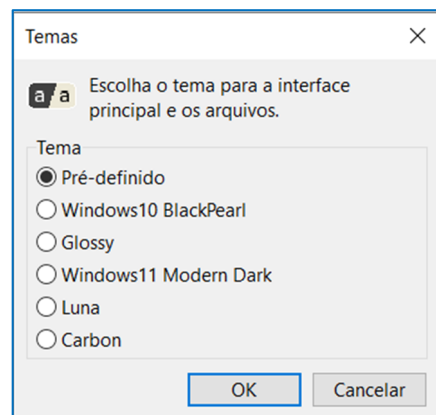 Temas
a/a
Escolha o tema para a interface
principal e os arquivos.
Tema
Pré-definido
Windows10 BlackPearl
Glossy
Windows11 Modern Dark
Luna
Carbon
OK
Cancelar